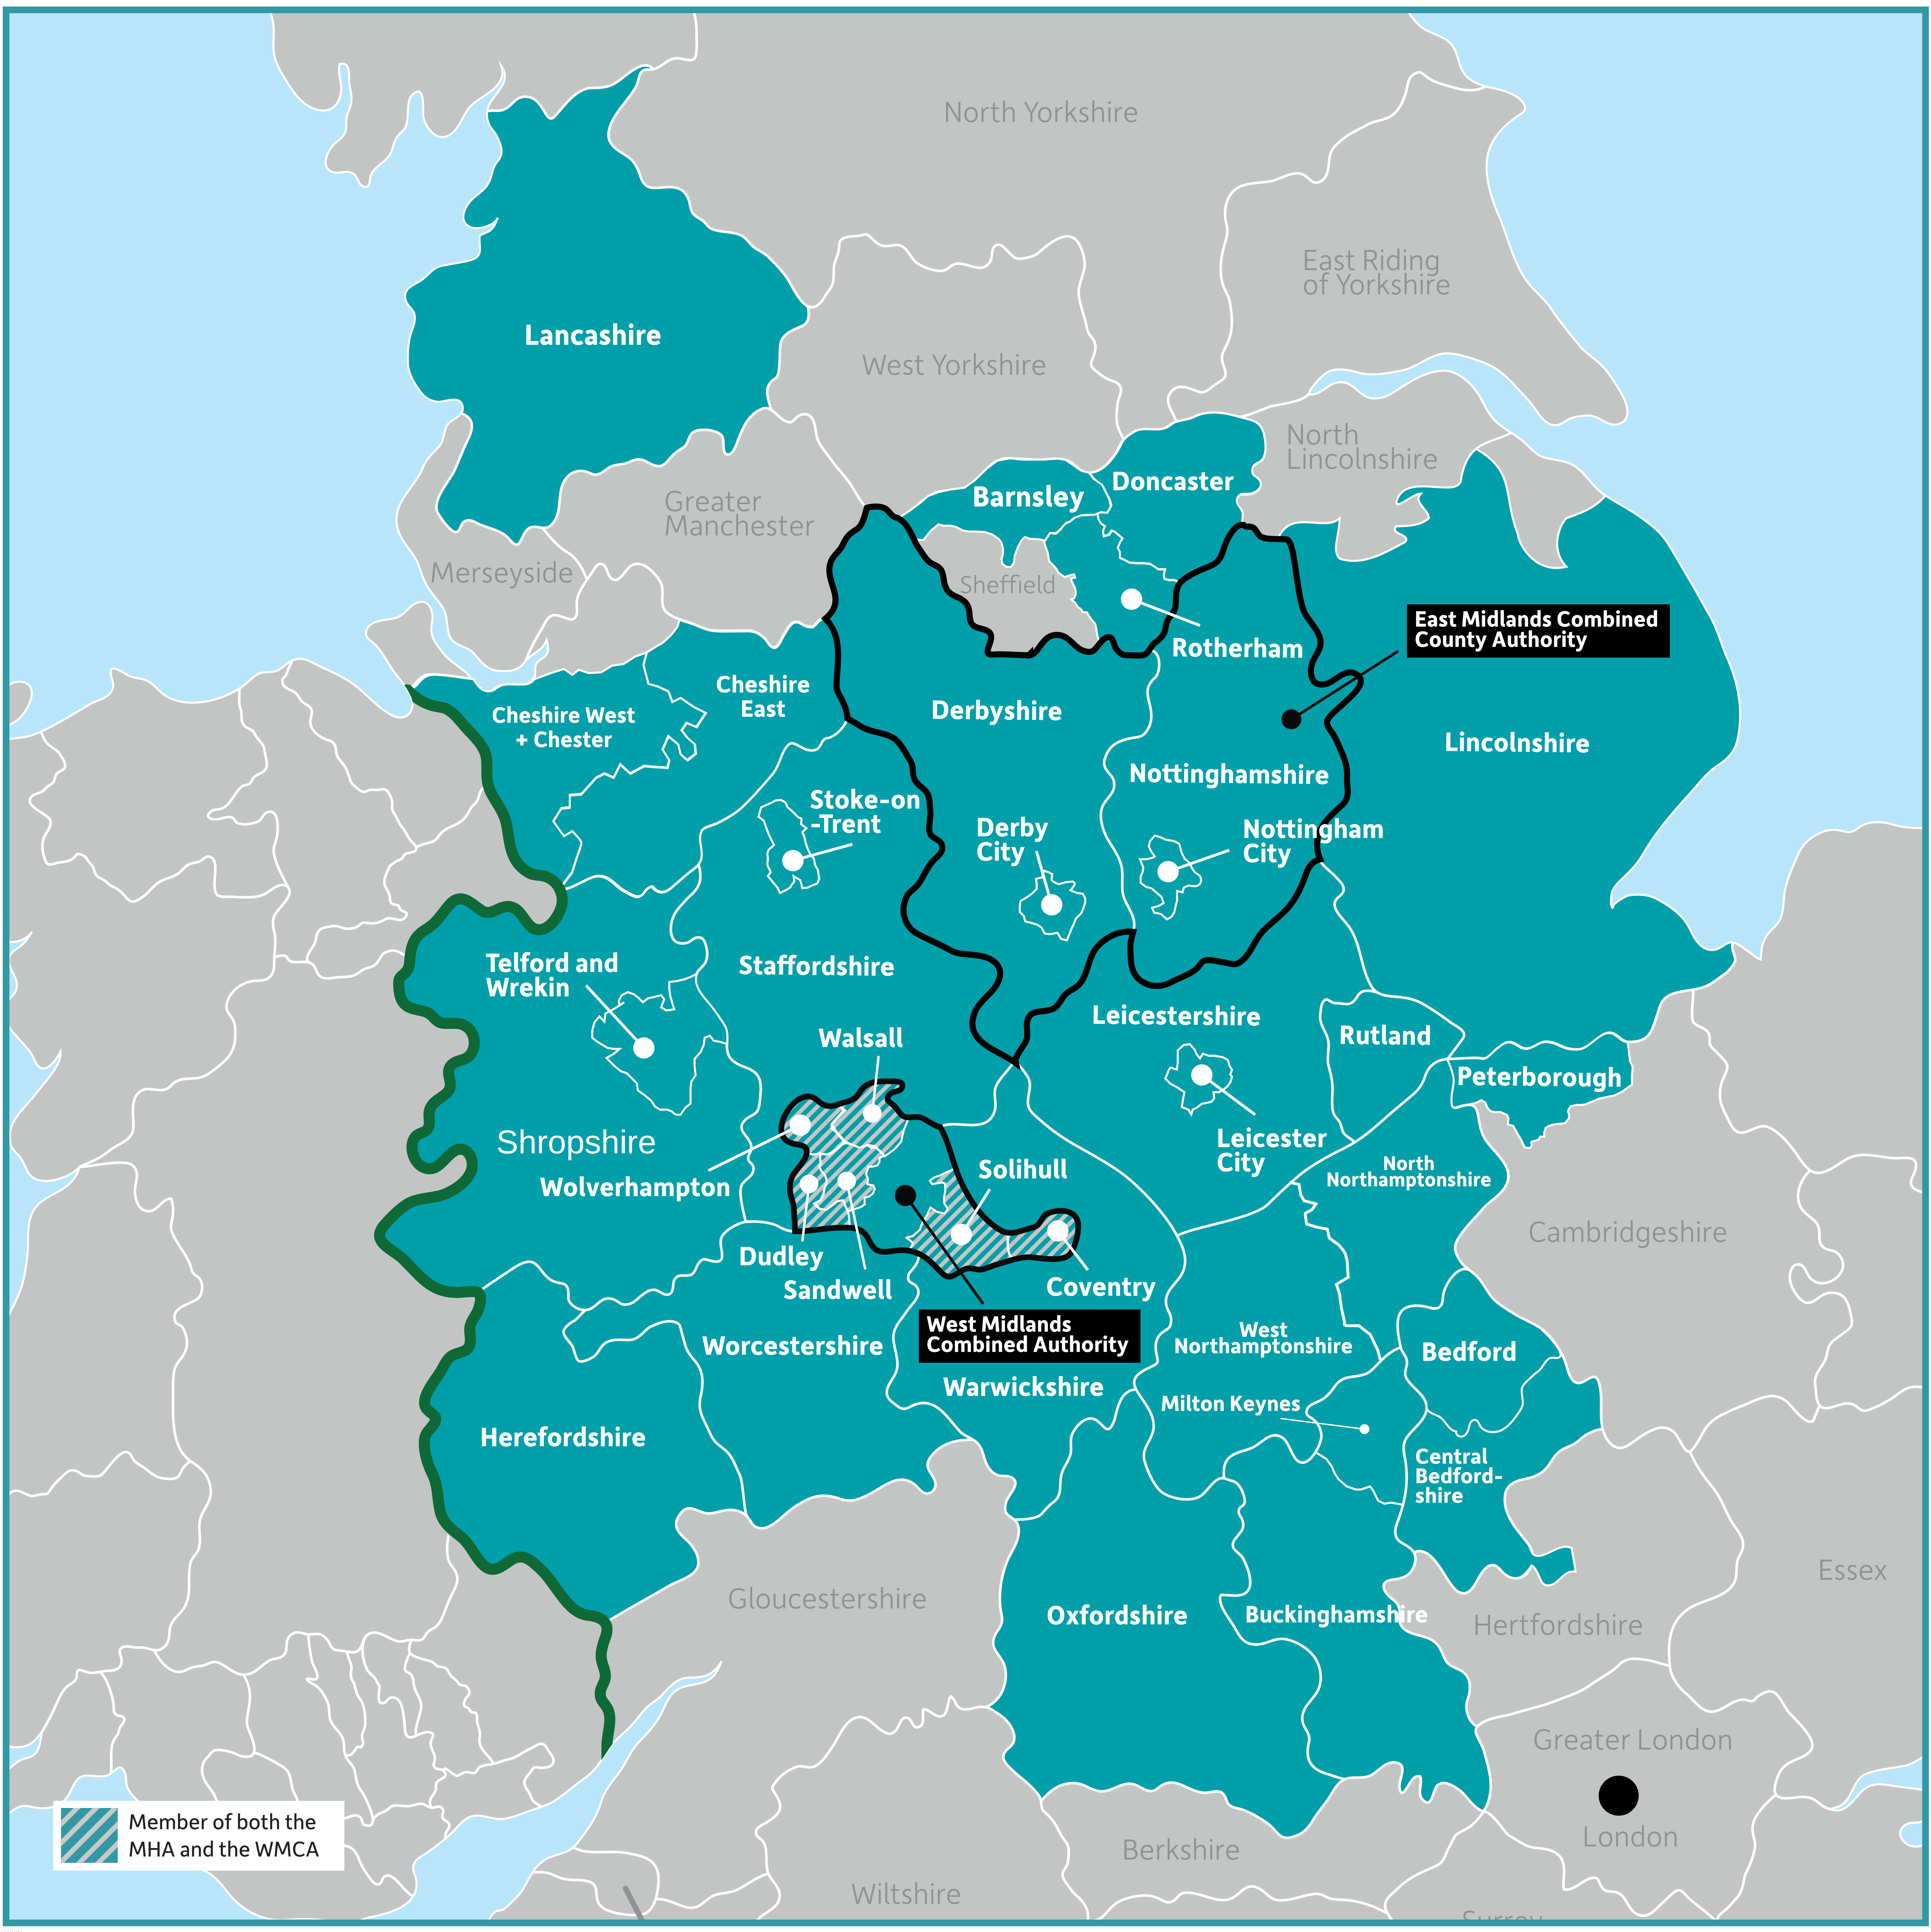 North Yorkshire
East Riding
of Yorkshire
Lancashire
West Yorkshire
North
Lincolnshire
Doncaster
Barnsley
Greater
Manchester
Merseyside
Sheffield
East Midlands Combined
County Authority
Rotherham
Cheshire
East
Cheshire West
+ Chester
Derbyshire
Lincolnshire
Nottinghamshire
Stoke-on
-Trent
Derby
City
Nottingham
City
Telford and
Wrekin
Staffordshire
Leicestershire
Rutland
Walsall
Peterborough
Shropshire
Leicester
City
Solihull
North
Northamptonshire
Wolverhampton
Cambridgeshire
Dudley
Sandwell
Coventry
West Midlands
Combined Authority
Worcestershire
West
Northamptonshire
Bedford
Warwickshire
Milton Keynes
Herefordshire
Central
Bedford-
shire
Essex
Gloucestershire
Oxfordshire
Buckinghamshire
Hertfordshire
Greater London
London
Member of both the
MHA and the WMCA
Berkshire
Wiltshire
Surrey